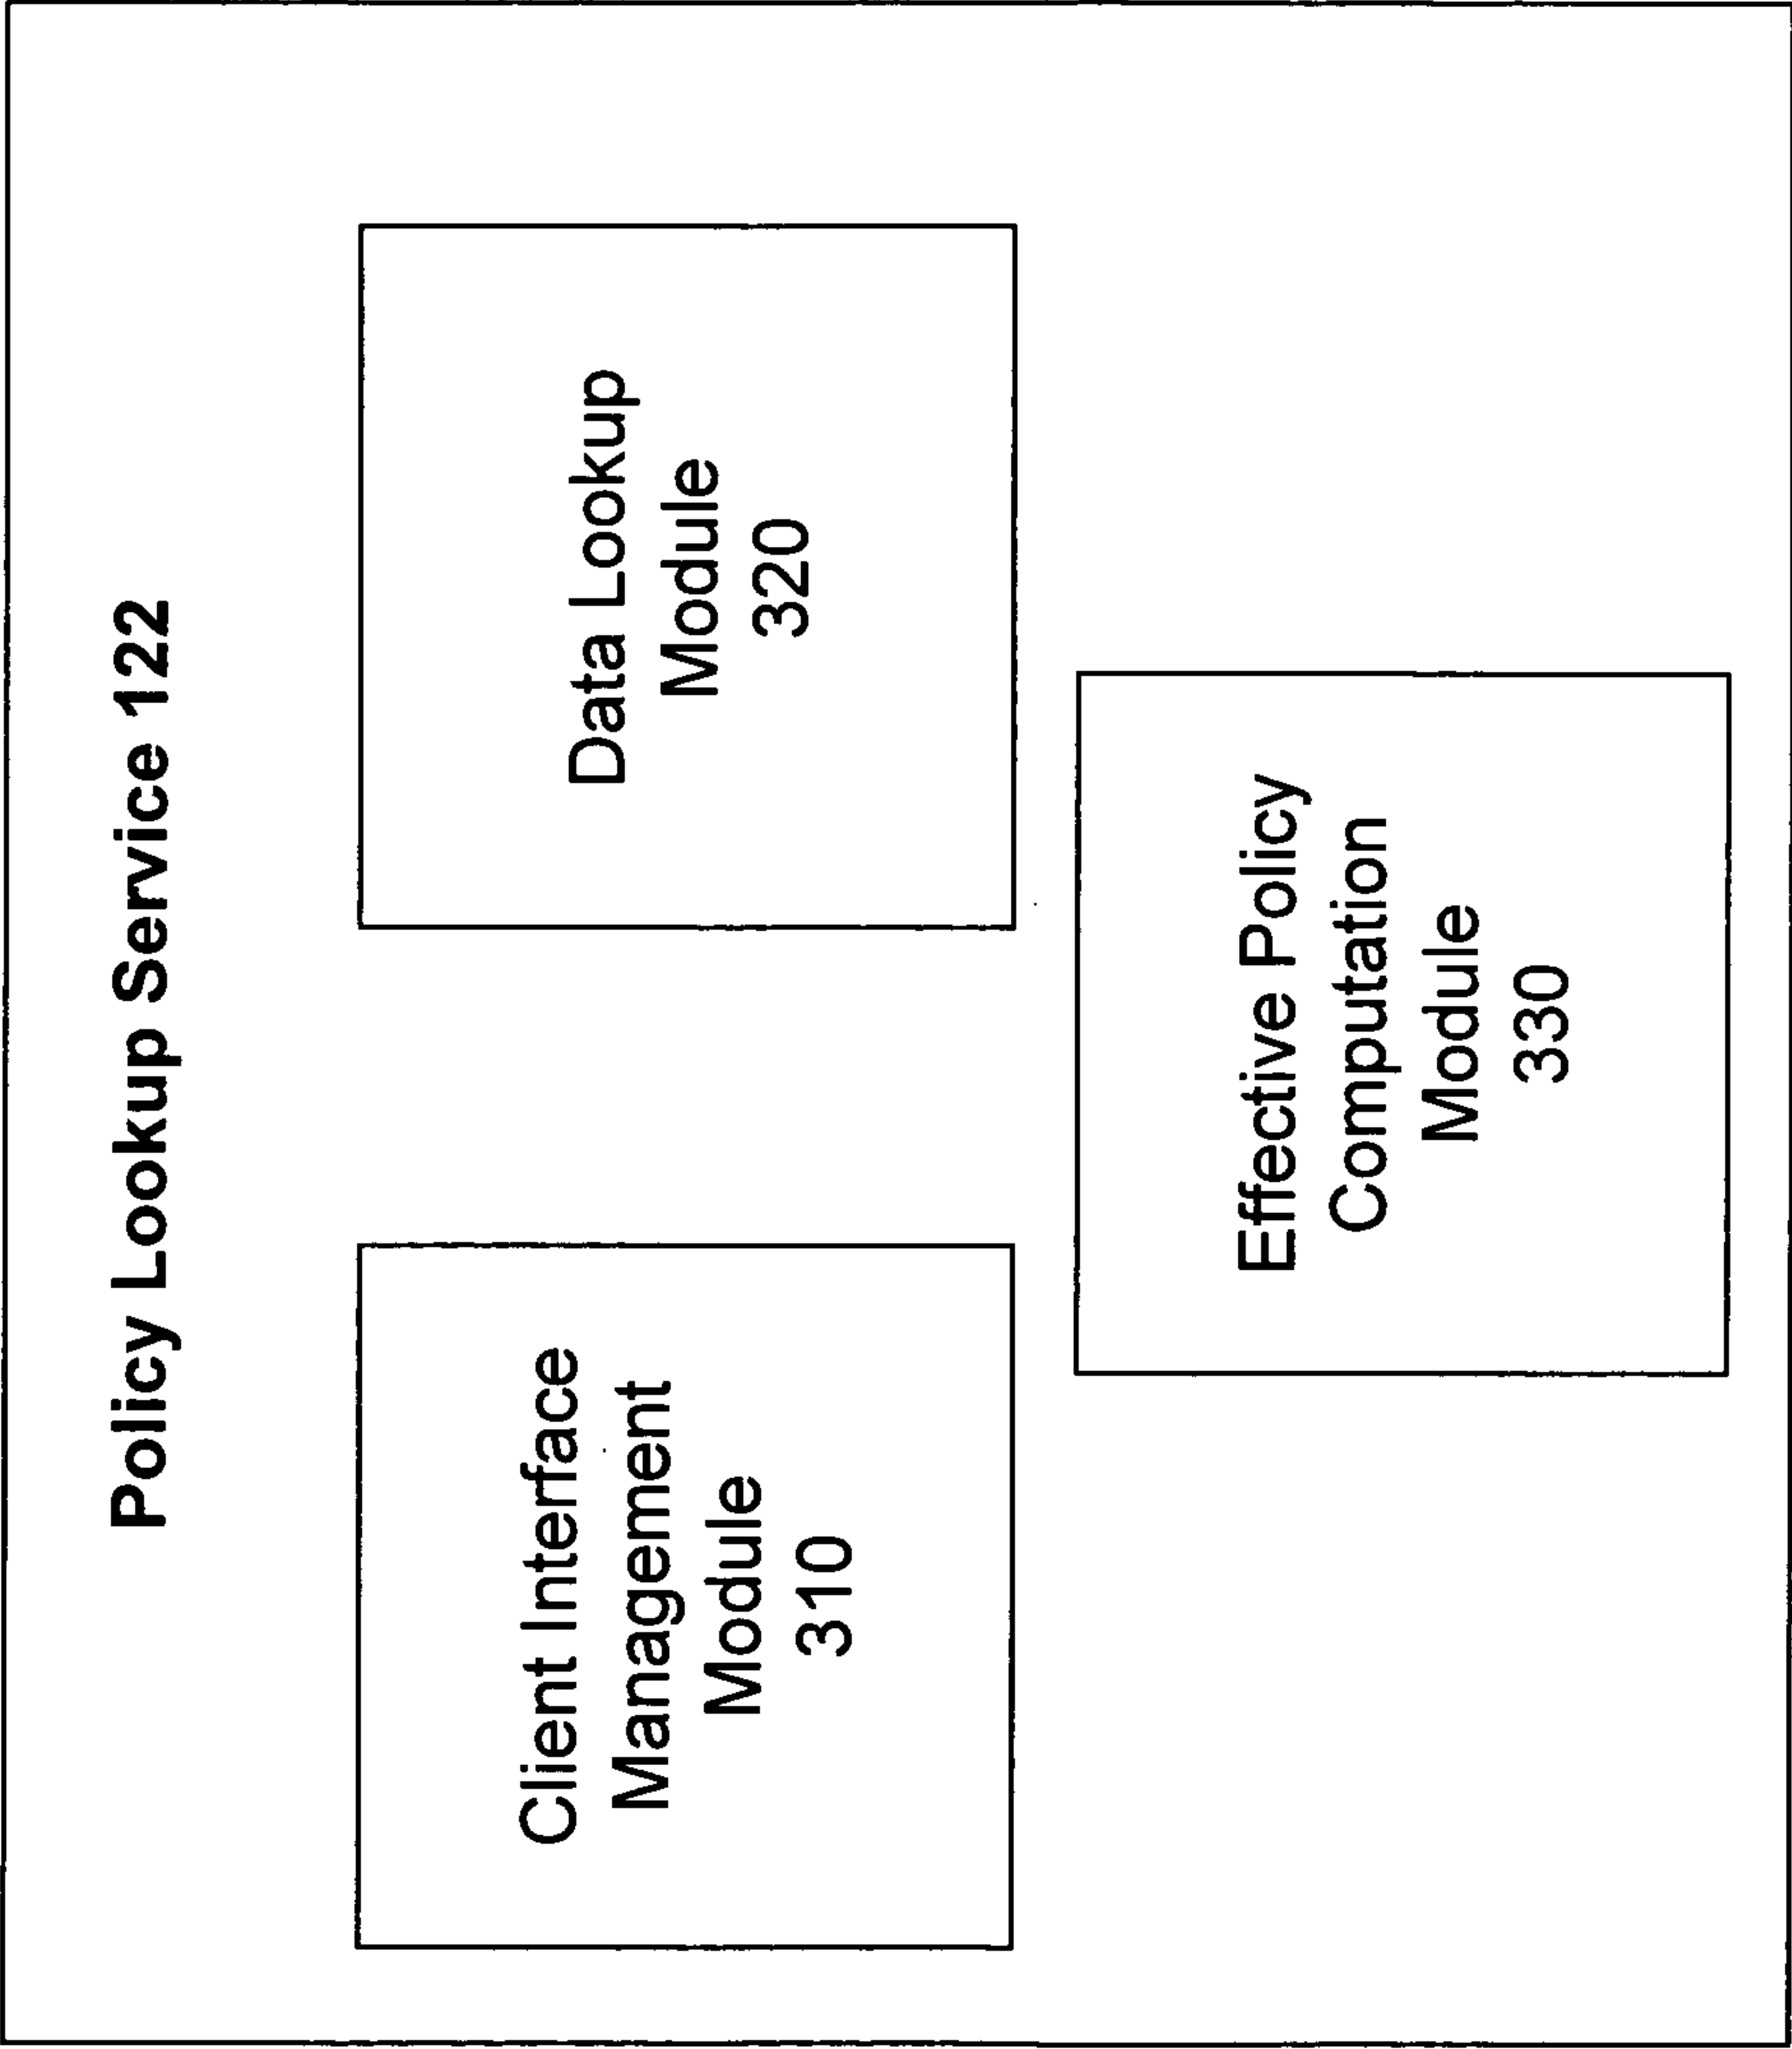 Policy Lookup Service 122
Client Interface
Management
Module
310
Data Lookup
Module
320
Effective Policy
Computation
Module
330